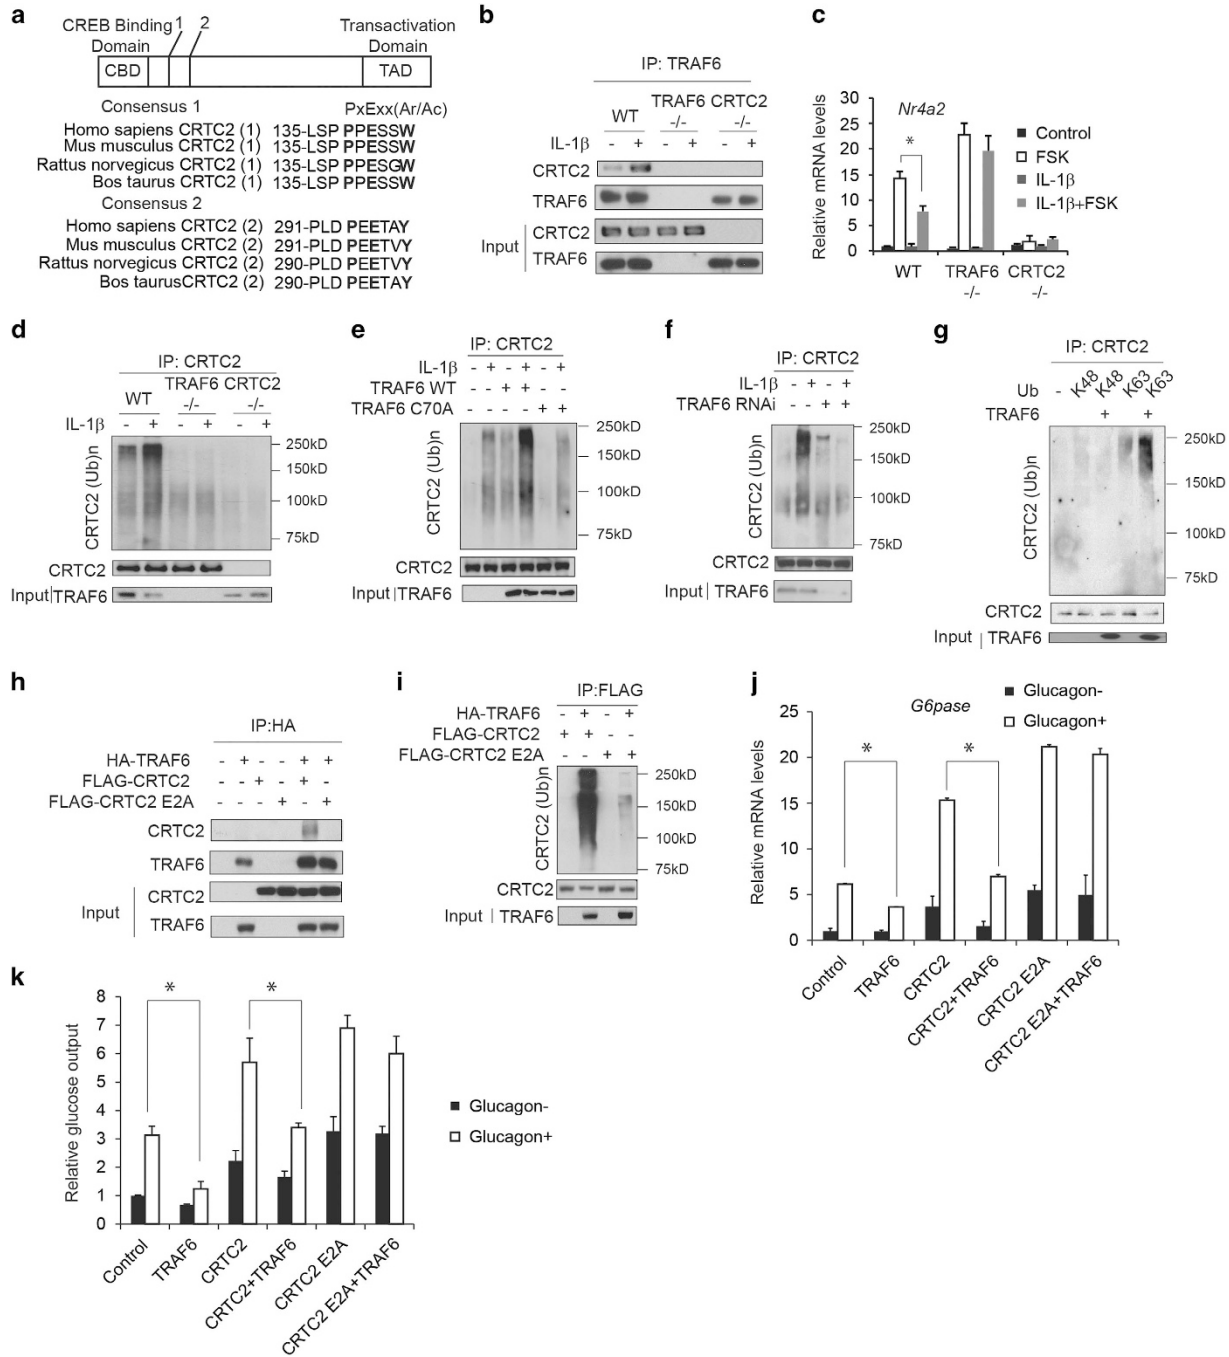 a
CREB Binding 1 2 Transactivation
Domain Domain
CBD TAD
Consensus 1 PxExx(Ar/Ac)
Homo sapiens CRTC2 (1) 135-LSP PPESSW
Mus musculus CRTC2 (1) 135-LSP PPESSW
Rattus norvegicus CRTC2 (1) 135-LSP PPESGW
Bos taurus CRTC2 (1) 135-LSP PPESSW
Consensus 2
Homo sapiens CRTC2 (2) 291-PLD PEETAY
Mus musculus CRTC2 (2) 291-PLD PEETVY
Rattus norvegicus CRTC2 (2) 290-PLD PEETVY
Bos taurusCRTC2 (2) 290-PLD PEETAY
b
IP: TRAF6
WT TRAF6 -/- CRTC2 -/-
IL-1β - + - + - +
CRTC2
TRAF6
Input
CRTC2
TRAF6
c
Relative mRNA levels
30
25
20
15
10
5
0
Nr4a2
*
Control
FSK
IL-1β
IL-1β+FSK
WT TRAF6 CRTC2
-/- -/-
d
IP: CRTC2
TRAF6 CRTC2
WT -/- -/-
IL-1β - + - + - +
CRTC2 (Ub)n
250kD
150kD
100kD
75kD
CRTC2
Input TRAF6
e
IP: CRTC2
IL-1β - + - + - +
TRAF6 WT - - + + - -
TRAF6 C70A - - - - + +
CRTC2 (Ub)n
250kD
150kD
100kD
75kD
CRTC2
Input TRAF6
f
IP: CRTC2
IL-1β - + - +
TRAF6 RNAi - - + +
CRTC2 (Ub)n
250kD
150kD
100kD
75kD
CRTC2
Input TRAF6
g
IP: CRTC2
Ub - K48 K48 K63 K63
TRAF6 + +
CRTC2 (Ub)n
250kD
150kD
100kD
75kD
CRTC2
Input TRAF6
h
IP:HA
HA-TRAF6 - + - - + +
FLAG-CRTC2 - - + - + -
FLAG-CRTC2 E2A - - - + - +
CRTC2
TRAF6
Input
CRTC2
TRAF6
i
IP:FLAG
HA-TRAF6 - + - +
FLAG-CRTC2 + + - -
FLAG-CRTC2 E2A - - + +
CRTC2 (Ub)n
250kD
150kD
100kD
75kD
CRTC2
Input TRAF6
j
Relative mRNA levels
25
20
15
10
5
0
G6pase
Glucagon-
Glucagon+
* *
Control
TRAF6
CRTC2
CRTC2+TRAF6
CRTC2 E2A
CRTC2 E2A+TRAF6
k
Relative glucose output
8
7
6
5
4
3
2
1
0
* *
Glucagon-
Glucagon+
Control
TRAF6
CRTC2
CRTC2+TRAF6
CRTC2 E2A
CRTC2 E2A+TRAF6